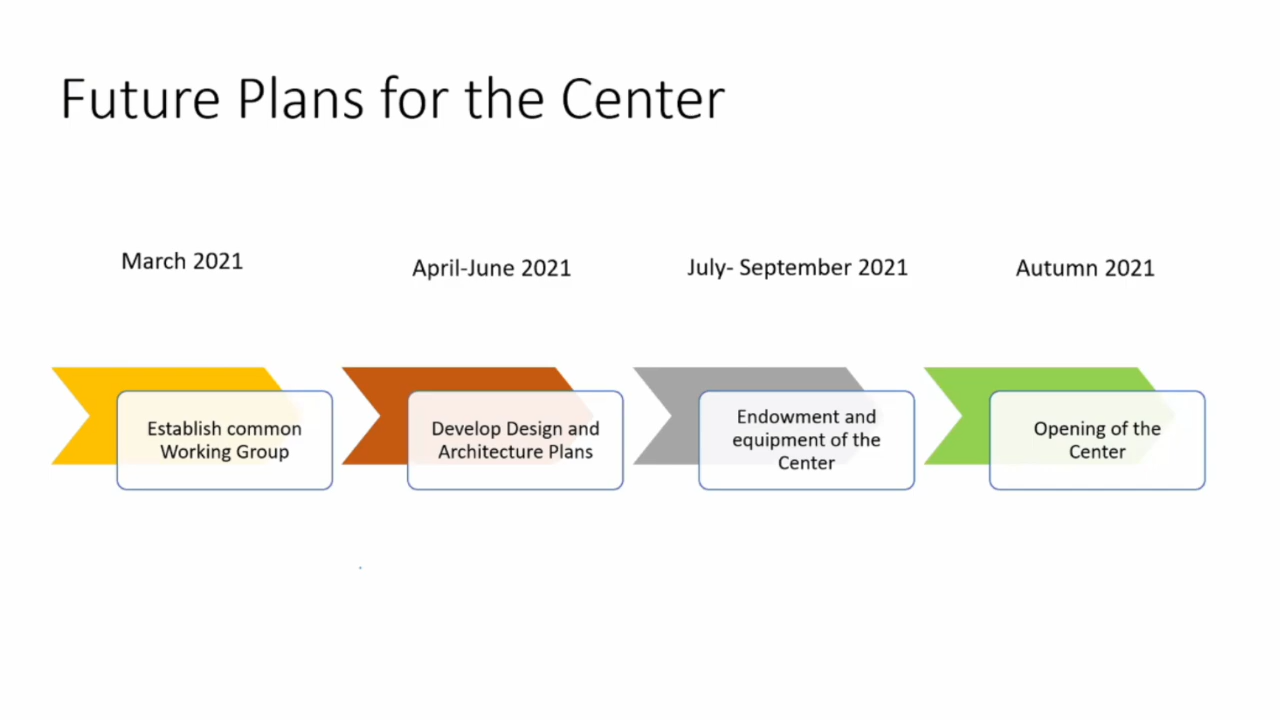 Future Plans for the Center
March 2021
April-June 2021
July- September 2021
Autumn 2021
Establish common
Working Group
Develop Design and
Architecture Plans
Endowment and
equipment of the
Center
Opening of the
Center